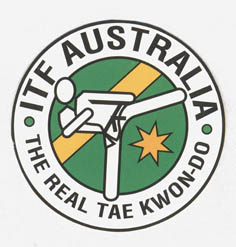 ITF AUSTRALIA
THE REAL TAE KWON-DO